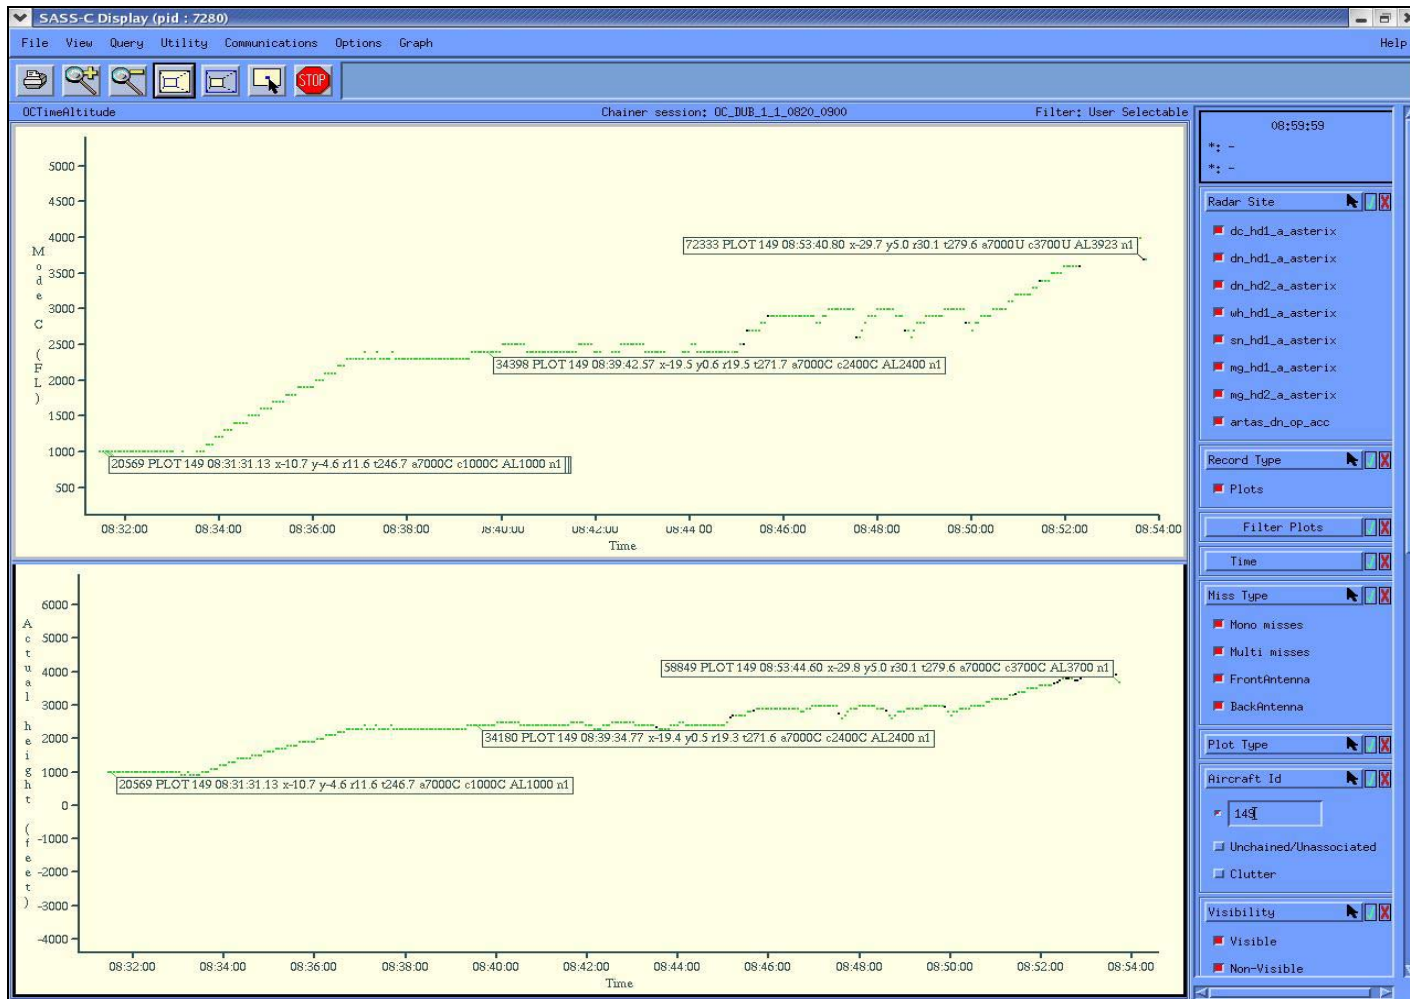 SASS-C Display (pid : 7280)
File View Query Utility Communications Options Graph Help
STOP
OCTimeAltitude Chainer session: OC_DUB_1_1_0820_0900 Filter: User Selectable
Mode C (FL)
5000
4500
4000
3500
3000
2500
2000
1500
1000
500
72333 PLOT 149 08:53:40.80 x-29.7 y5.0 r30.1 t279.6 a7000U c3700U AL3923 n1
34398 PLOT 149 08:39:42.57 x-19.5 y0.6 r19.5 t271.7 a7000C c2400C AL2400 n1
20569 PLOT 149 08:31:31.13 x-10.7 y-4.6 r11.6 t246.7 a7000C c1000C AL1000 n1
08:32:00 08:34:00 08:36:00 08:38:00 08:40:00 08:42:00 08:44:00 08:46:00 08:48:00 08:50:00 08:52:00 08:54:00
Time
Actual height (feet)
6000
5000
4000
3000
2000
1000
0
-1000
-2000
-3000
-4000
58849 PLOT 149 08:53:44.60 x-29.8 y5.0 r30.1 t279.6 a7000C c3700C AL3700 n1
34180 PLOT 149 08:39:34.77 x-19.4 y0.5 r19.3 t271.6 a7000C c2400C AL2400 n1
20569 PLOT 149 08:31:31.13 x-10.7 y-4.6 r11.6 t246.7 a7000C c1000C AL1000 n1
08:32:00 08:34:00 08:36:00 08:38:00 08:40:00 08:42:00 08:44:00 08:46:00 08:48:00 08:50:00 08:52:00 08:54:00
Time
08:59:59
*: -
*: -
Radar Site
dc_hd1_a_asterix
dn_hd1_a_asterix
dn_hd2_a_asterix
wh_hd1_a_asterix
sn_hd1_a_asterix
mg_hd1_a_asterix
mg_hd2_a_asterix
artas_dn_op_acc
Record Type
Plots
Filter Plots
Time
Miss Type
Mono misses
Multi misses
FrontAntenna
BackAntenna
Plot Type
Aircraft Id
149
Unchained/Unassociated
Clutter
Visibility
Visible
Non-Visible